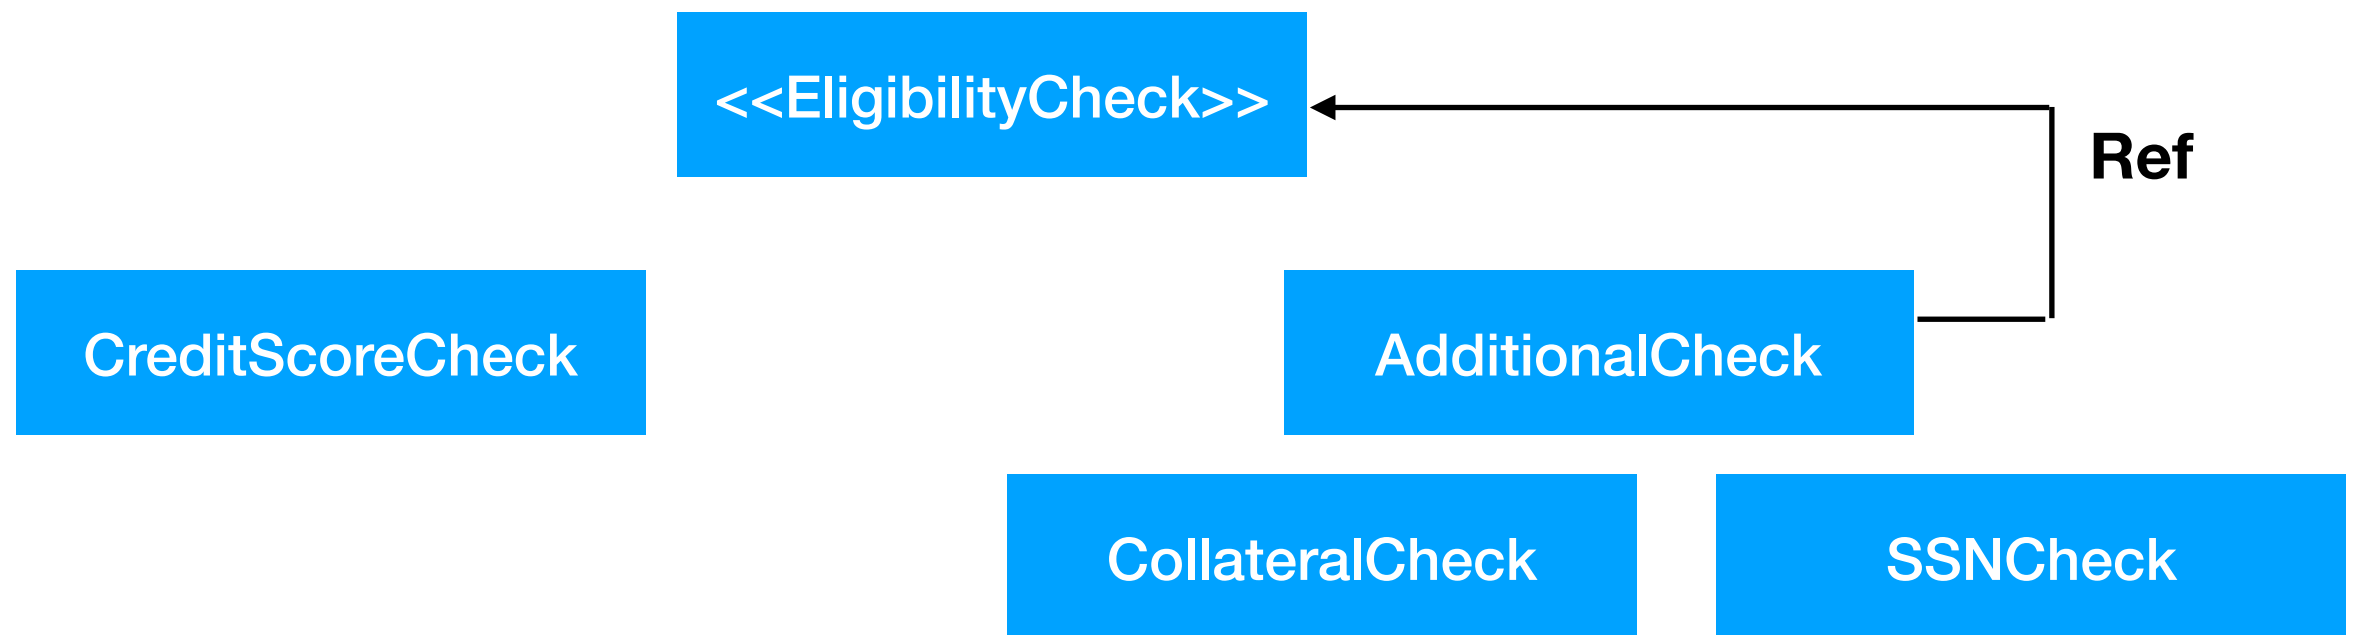 <<EligibilityCheck>>
Ref
CreditScoreCheck
AdditionalCheck
CollateralCheck
SSNCheck